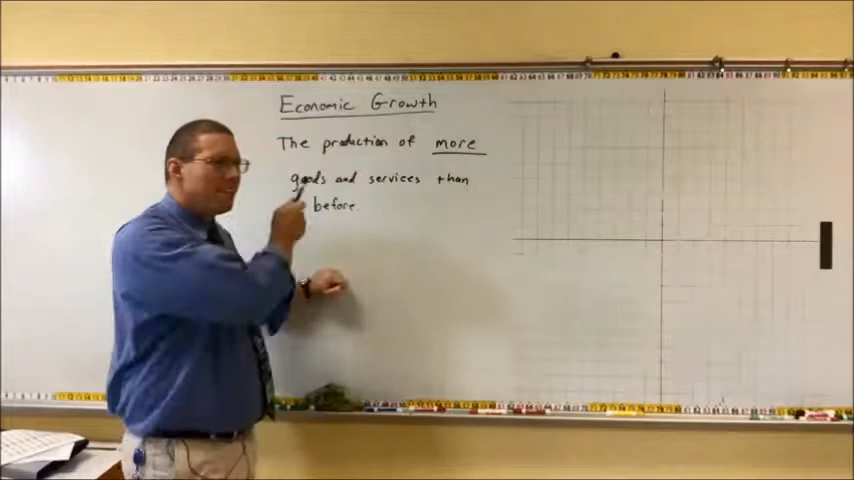 Economic Growth
The production of more
goods and services than
before.